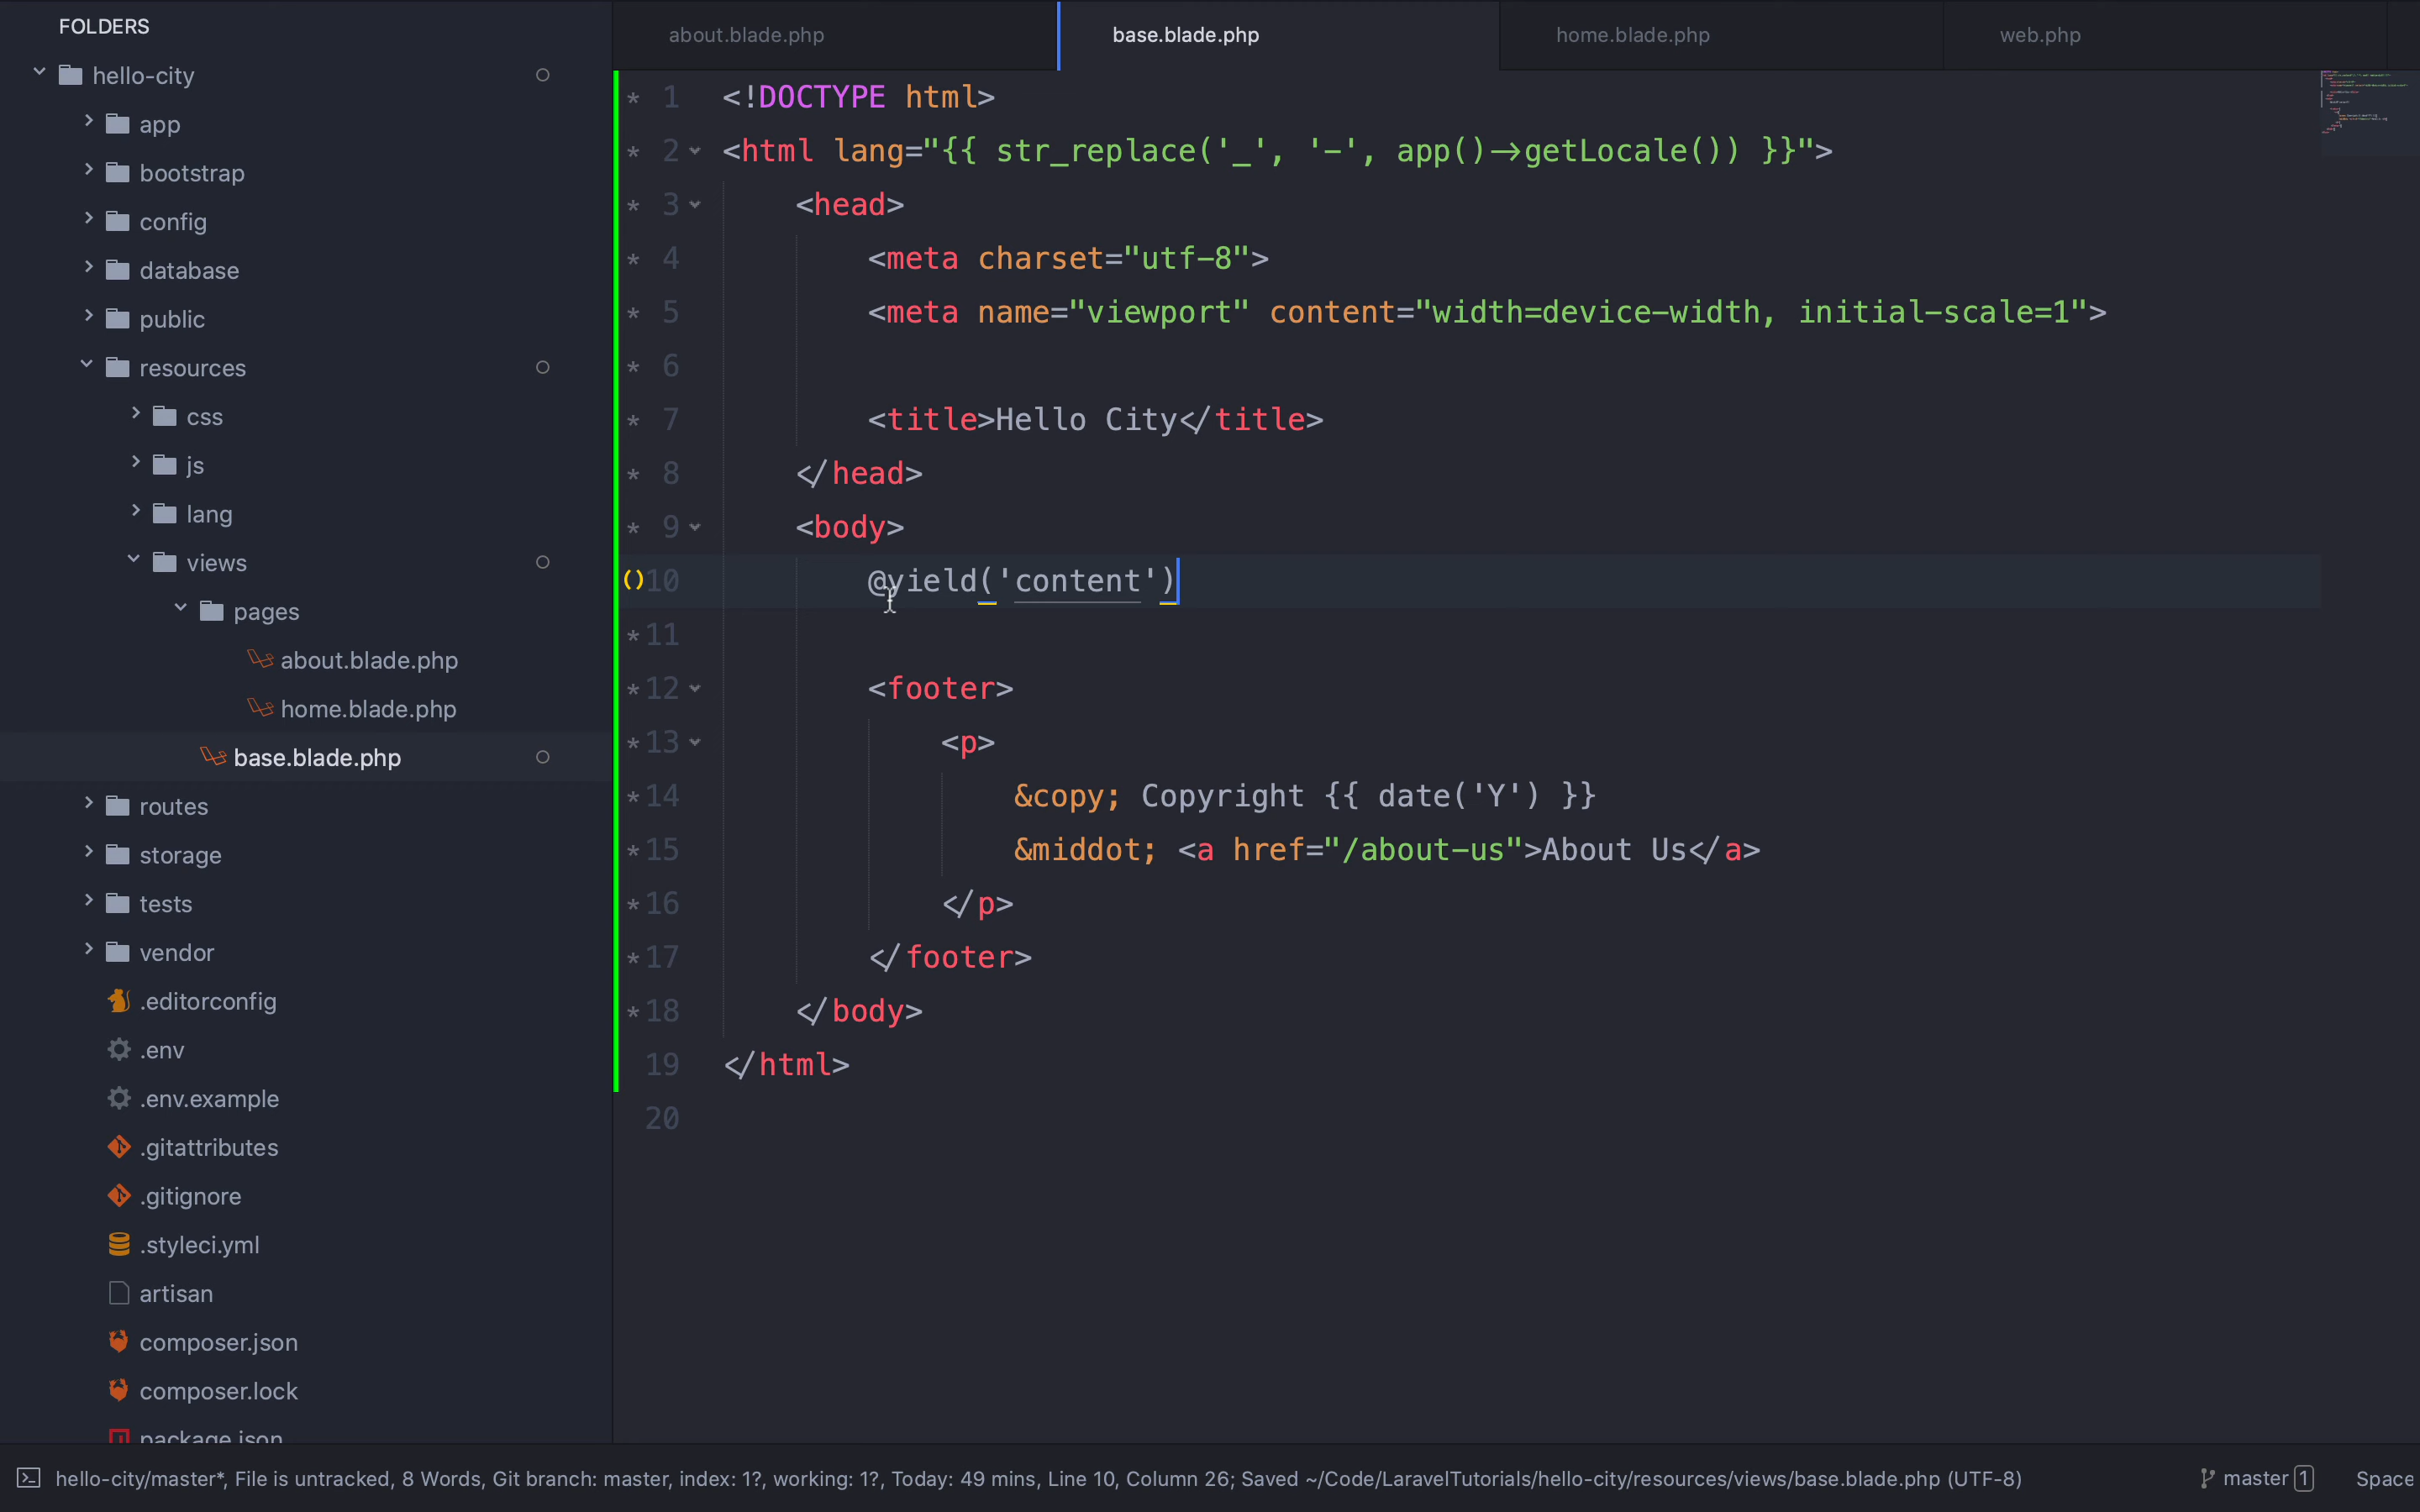 FOLDERS
hello-city
app
bootstrap
config
database
public
resources
css
js
lang
views
pages
about.blade.php
home.blade.php
base.blade.php
routes
storage
tests
vendor
.editorconfig
.env
.env.example
.gitattributes
.gitignore
.styleci.yml
artisan
composer.json
composer.lock
package.json
about.blade.php base.blade.php home.blade.php web.php
* 1 <!DOCTYPE html>
* 2 <html lang="{{ str_replace('_', '-', app()->getLocale()) }}">
* 3 <head>
* 4 <meta charset="utf-8">
* 5 <meta name="viewport" content="width=device-width, initial-scale=1">
* 6
* 7 <title>Hello City</title>
* 8 </head>
* 9 <body>
()10 @yield('content')
*11
*12 <footer>
*13 <p>
*14 &copy; Copyright {{ date('Y') }}
*15 &middot; <a href="/about-us">About Us</a>
*16 </p>
*17 </footer>
*18 </body>
19 </html>
20
hello-city/master*, File is untracked, 8 Words, Git branch: master, index: 1?, working: 1?, Today: 49 mins, Line 10, Column 26; Saved ~/Code/LaravelTutorials/hello-city/resources/views/base.blade.php (UTF-8) master 1 Space